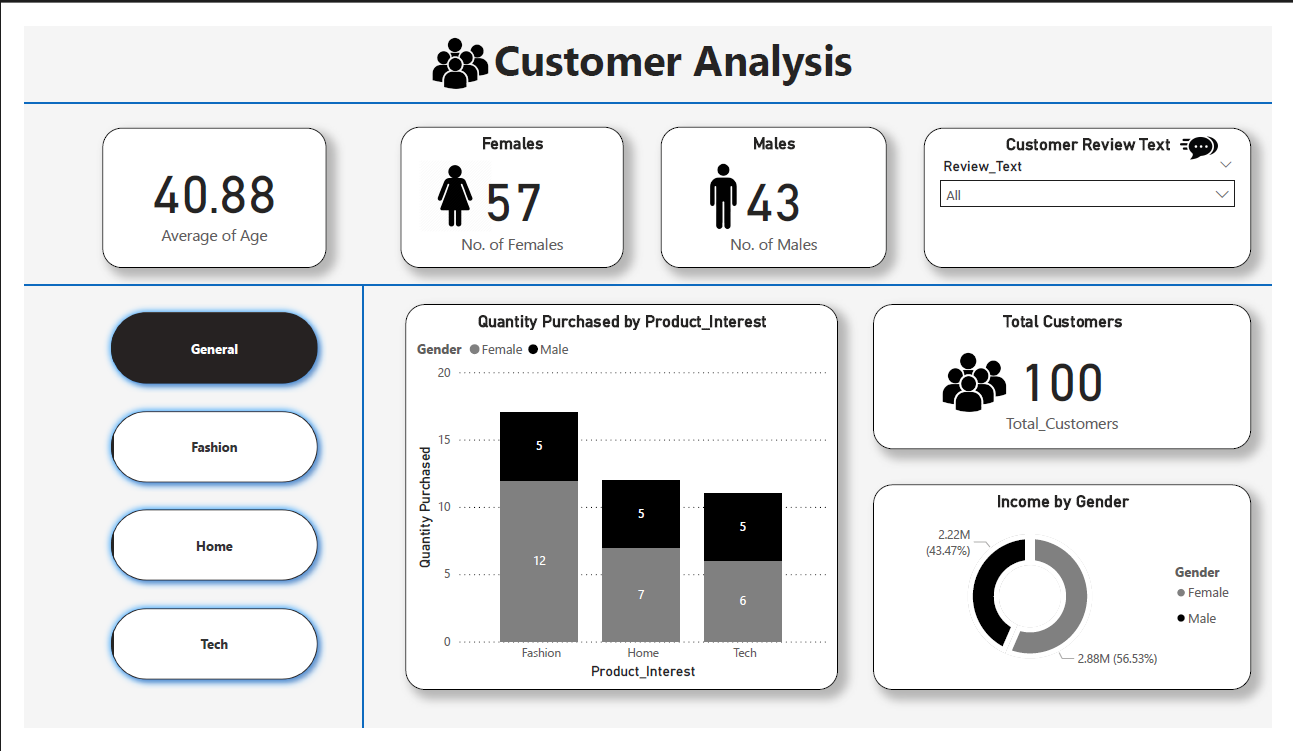 Customer Analysis
40.88
Average of Age
Females
57
No. of Females
Males
43
No. of Males
Customer Review Text
Review_Text
All
General
Fashion
Home
Tech
Quantity Purchased by Product_Interest
Gender Female Male
Quantity Purchased
20
15
10
5
0
5
12
5
7
5
6
Fashion Home Tech
Product_Interest
Total Customers
100
Total_Customers
Income by Gender
2.22M
(43.47%)
2.88M (56.53%)
Gender
Female
Male